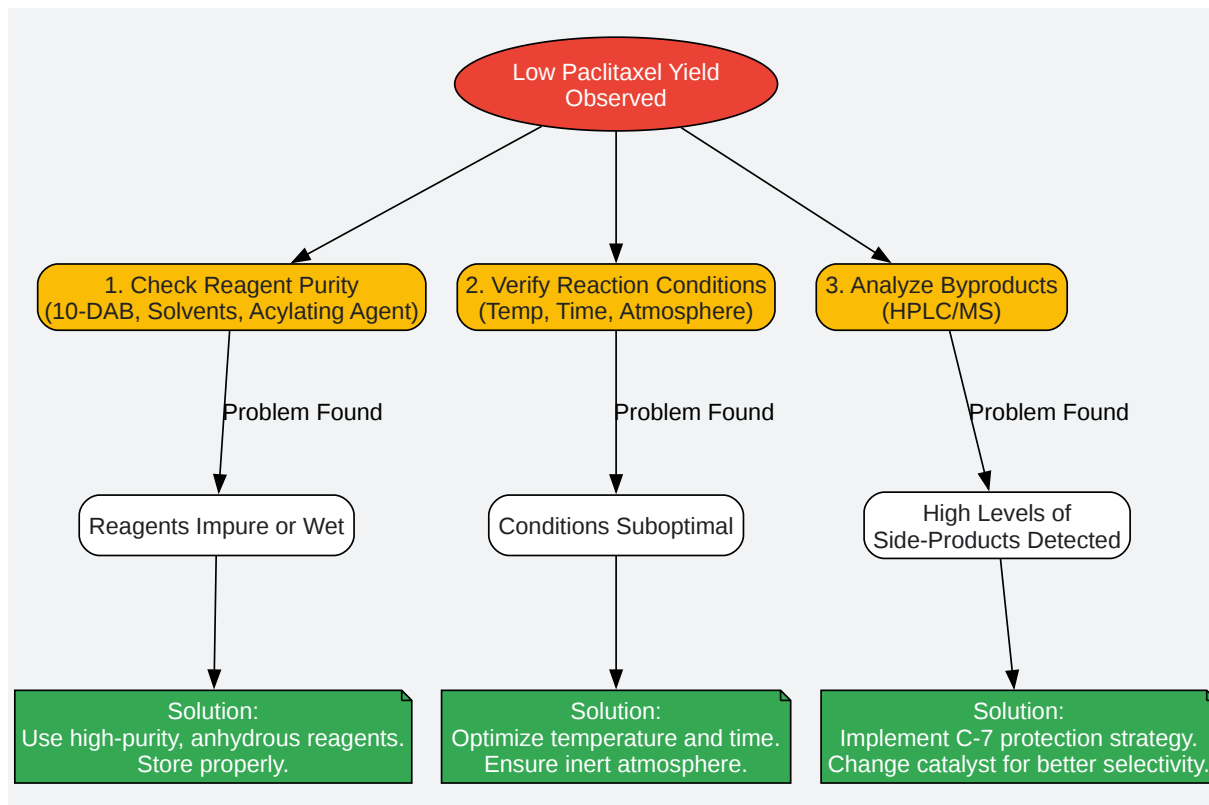 Low Paclitaxel Yield
Observed
1. Check Reagent Purity
(10-DAB, Solvents, Acylating Agent)
2. Verify Reaction Conditions
(Temp, Time, Atmosphere)
3. Analyze Byproducts
(HPLC/MS)
Problem Found
Problem Found
Problem Found
Reagents Impure or Wet
Conditions Suboptimal
High Levels of
Side-Products Detected
Solution:
Use high-purity, anhydrous reagents.
Store properly.
Solution:
Optimize temperature and time.
Ensure inert atmosphere.
Solution:
Implement C-7 protection strategy.
Change catalyst for better selectivity.